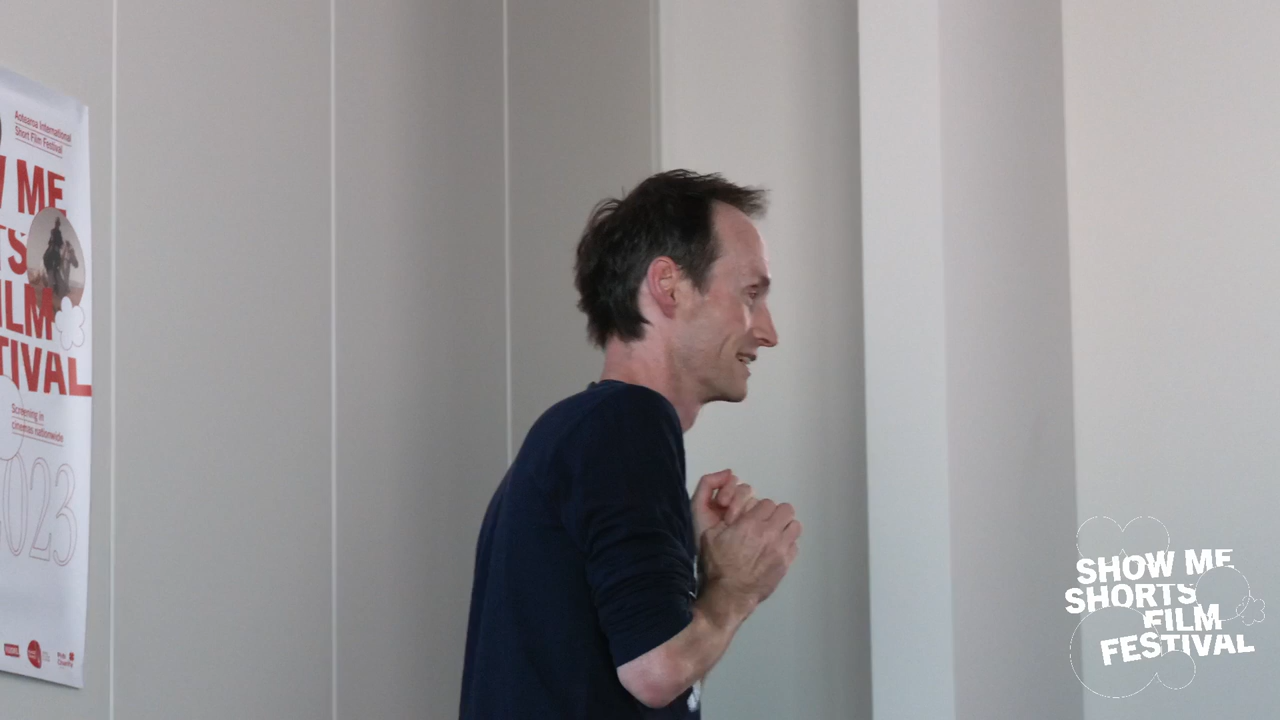 Aotearoa International
Short Film Festival
W ME
TS
ILM
TIVAL
Screening in
cinemas nationwide
2023
SHOW ME
SHORTS
FILM
FESTIVAL